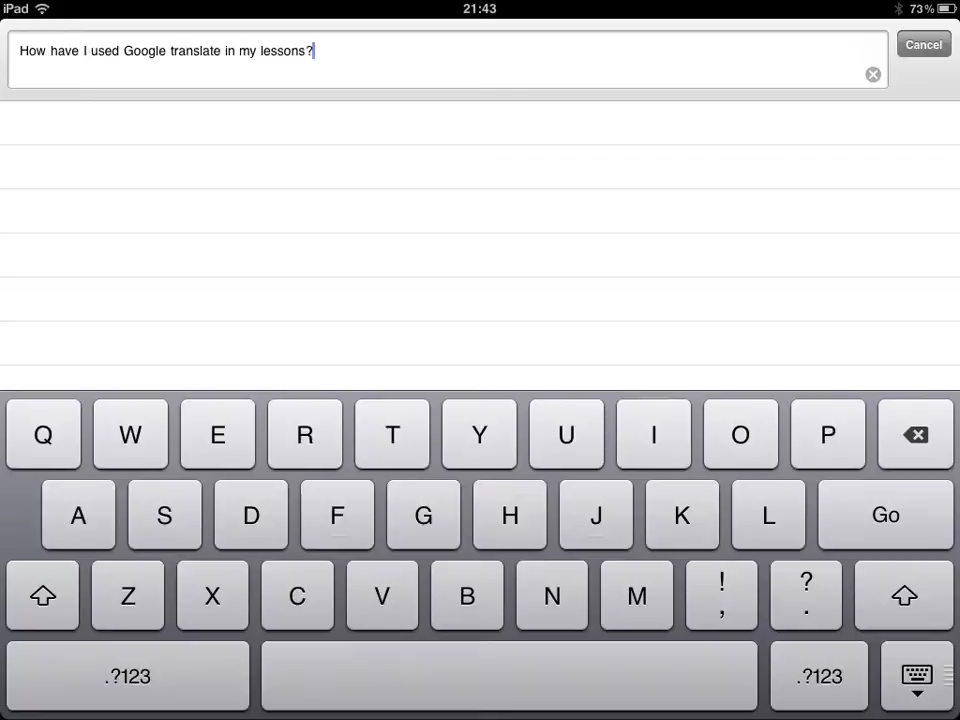 iPad 21:43 73%
How have I used Google translate in my lessons?
Cancel
Q W E R T Y U I O P
A S D F G H J K L Go
Z X C V B N M ! , ? .
.?123 .?123